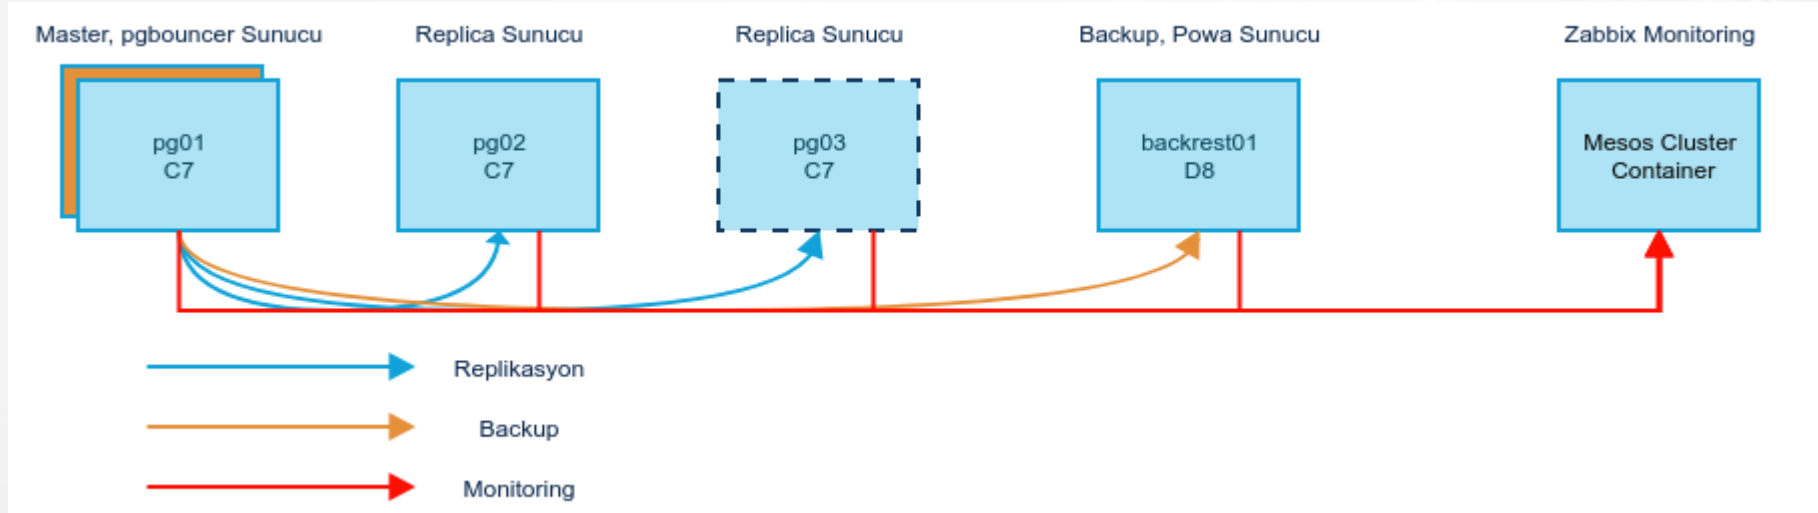 Master, pgbouncer Sunucu
Replica Sunucu
Replica Sunucu
Backup, Powa Sunucu
Zabbix Monitoring
pg01
C7
pg02
C7
pg03
C7
backrest01
D8
Mesos Cluster
Container
Replikasyon
Backup
Monitoring